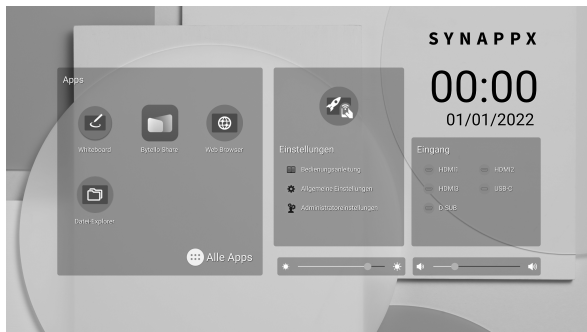 SYNAPPX
00:00
01/01/2022
Apps
Whiteboard
Bytello Share
Web Browser
Datei Explorer
Alle Apps
Einstellungen
Bedienungsanleitung
Allgemeine Einstellungen
Administratoreinstellungen
Eingang
HDMI1 HDMI2
HDMI3 USB-C
D-SUB